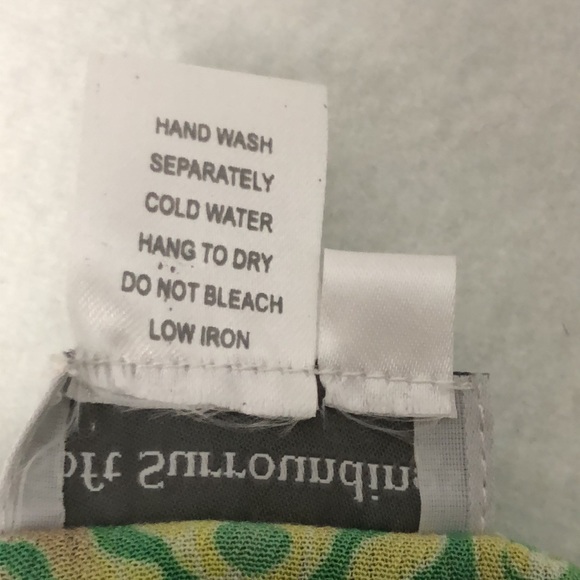 HAND WASH
SEPARATELY
COLD WATER
HANG TO DRY
DO NOT BLEACH
LOW IRON
oft Surroundin